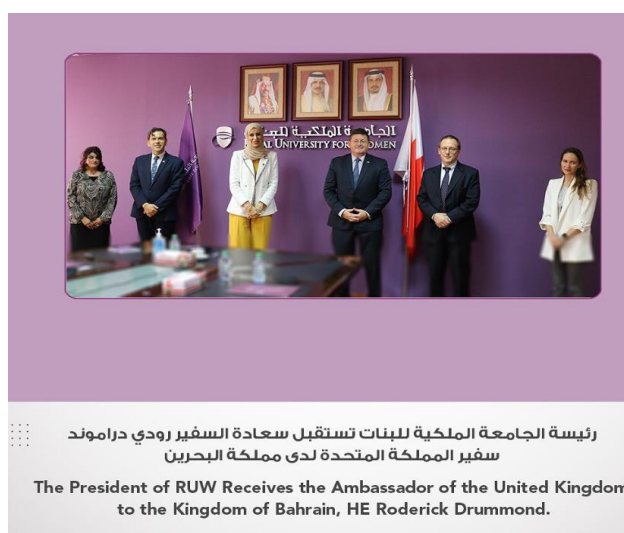 الجامعة الملكية للبنات
UNIVERSITY FOR WOMEN
رئيسة الجامعة الملكية للبنات تستقبل سعادة السفير رودي دراموند
سفير المملكة المتحدة لدى مملكة البحرين
The President of RUW Receives the Ambassador of the United Kingdom
to the Kingdom of Bahrain, HE Roderick Drummond.